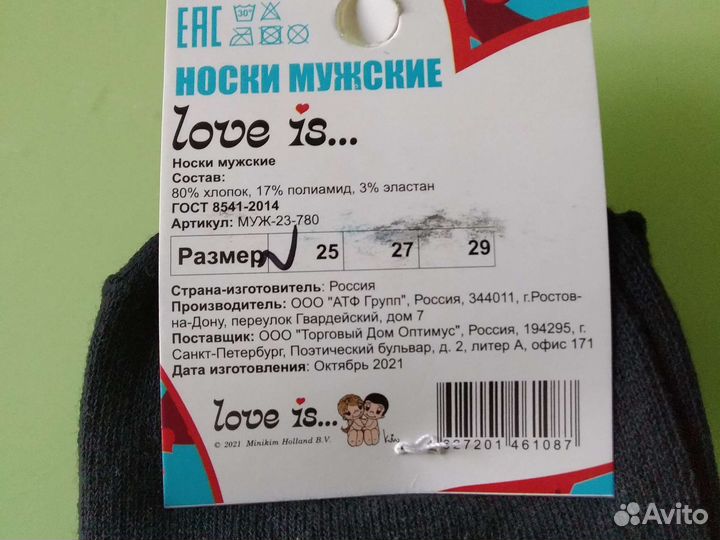 ЕАС 30°
НОСКИ МУЖСКИЕ
love is...
Носки мужские
Состав:
80% хлопок, 17% полиамид, 3% эластан
ГОСТ 8541-2014
Артикул: МУЖ-23-780
Размер 25 27 29
Страна-изготовитель: Россия
Производитель: ООО "АТФ Групп", Россия, 344011, г.Ростов-
на-Дону, переулок Гвардейский, дом 7
Поставщик: ООО "Торговый Дом Оптимус", Россия, 194295, г.
Санкт-Петербург, Поэтический бульвар, д. 2, литер А, офис 171
Дата изготовления: Октябрь 2021
love is...
© 2021 Minikim Holland B.V.
627201 461087
Avito